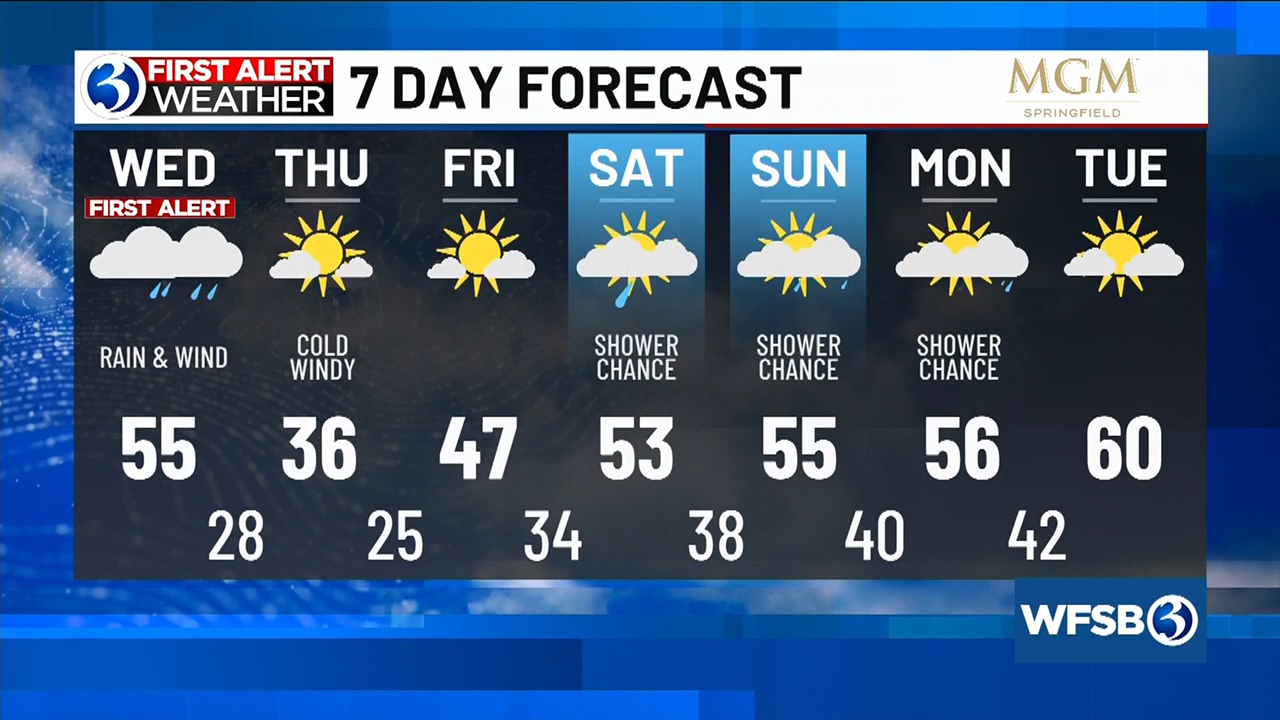 3 FIRST ALERT
WEATHER
7 DAY FORECAST
MGM
SPRINGFIELD
WED THU FRI SAT SUN MON TUE
FIRST ALERT
RAIN & WIND
COLD
WINDY
SHOWER
CHANCE
SHOWER
CHANCE
SHOWER
CHANCE
55 36 47 53 55 56 60
28 25 34 38 40 42
WFSB 3